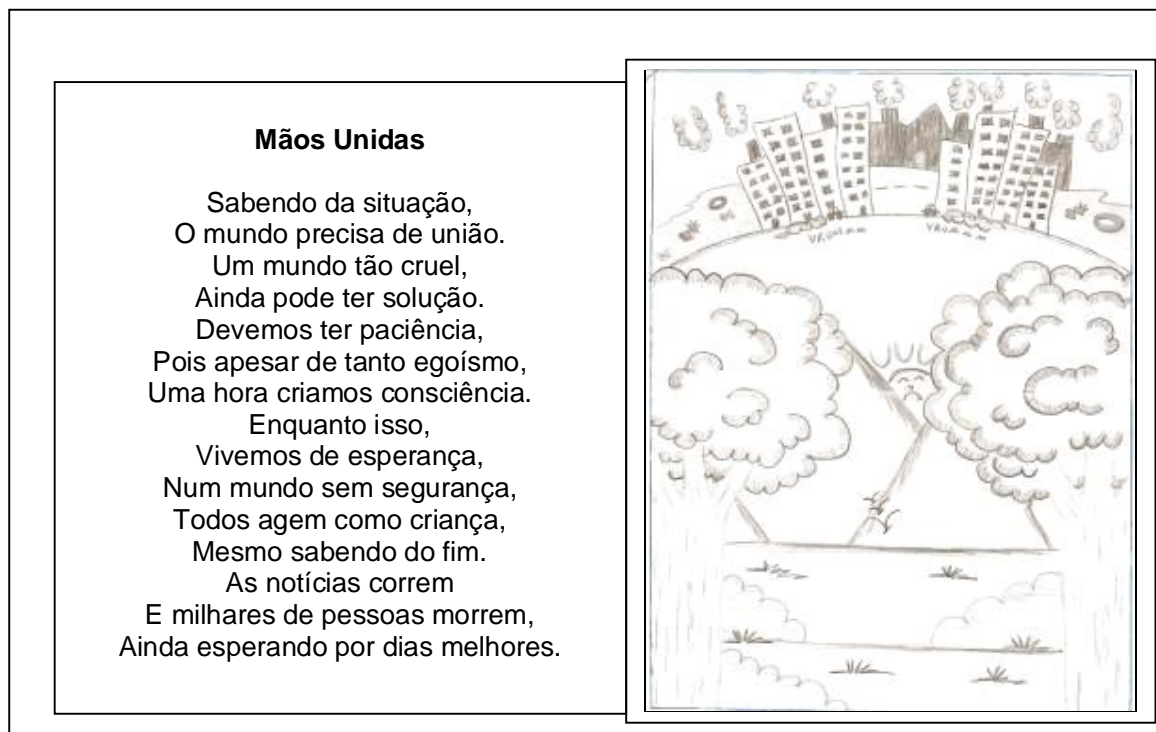 Mãos Unidas
Sabendo da situação,
O mundo precisa de união.
Um mundo tão cruel,
Ainda pode ter solução.
Devemos ter paciência,
Pois apesar de tanto egoísmo,
Uma hora criamos consciência.
Enquanto isso,
Vivemos de esperança,
Num mundo sem segurança,
Todos agem como criança,
Mesmo sabendo do fim.
As notícias correm
E milhares de pessoas morrem,
Ainda esperando por dias melhores.